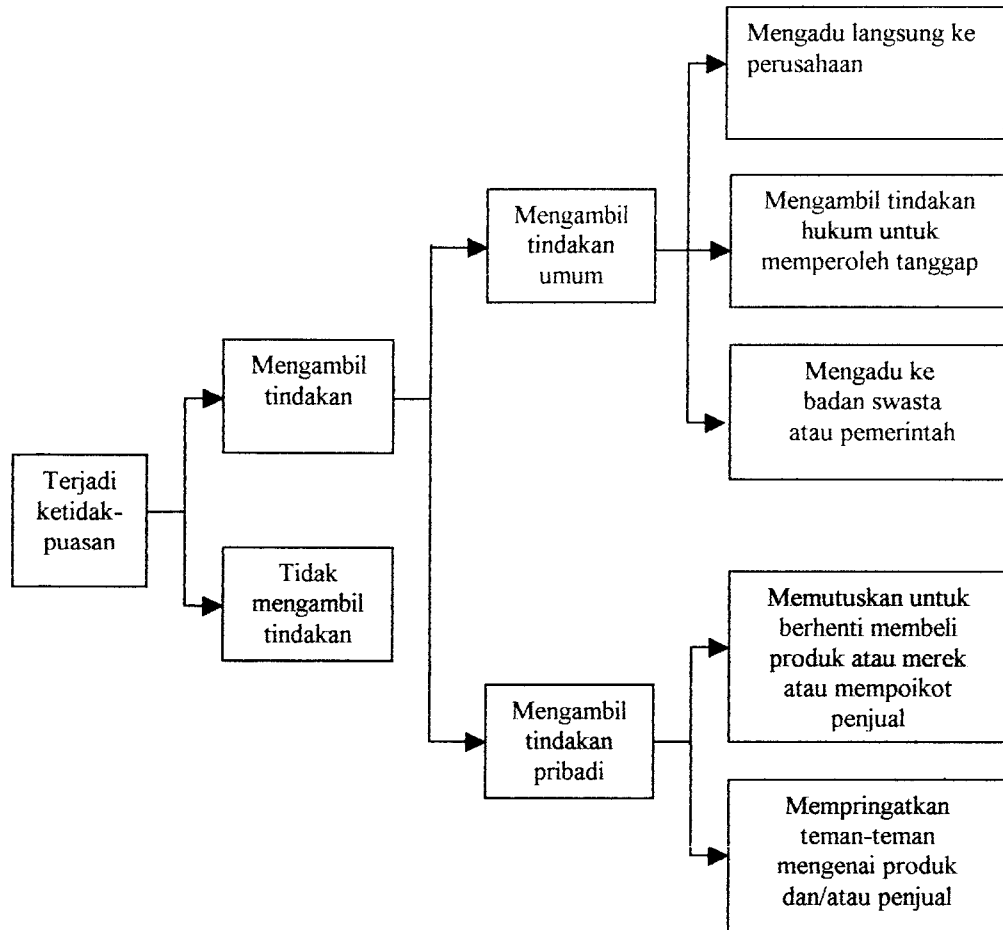 Mengadu langsung ke
perusahaan
Mengambil tindakan
hukum untuk
memperoleh tanggap
Mengadu ke
badan swasta
atau pemerintah
Mengambil
tindakan
umum
Mengambil
tindakan
Terjadi
ketidak-
puasan
Tidak
mengambil
tindakan
Mengambil
tindakan
pribadi
Memutuskan untuk
berhenti membeli
produk atau merek
atau mempoikot
penjual
Mempringatkan
teman-teman
mengenai produk
dan/atau penjual